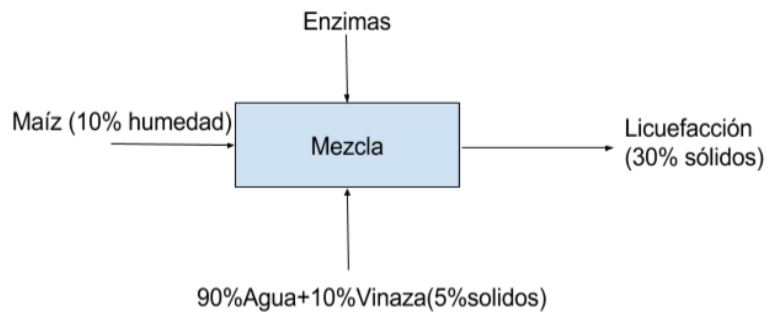 Enzimas
Maíz (10% humedad)
Mezcla
Licuefacción
(30% sólidos)
90%Agua+10%Vinaza(5%solidos)